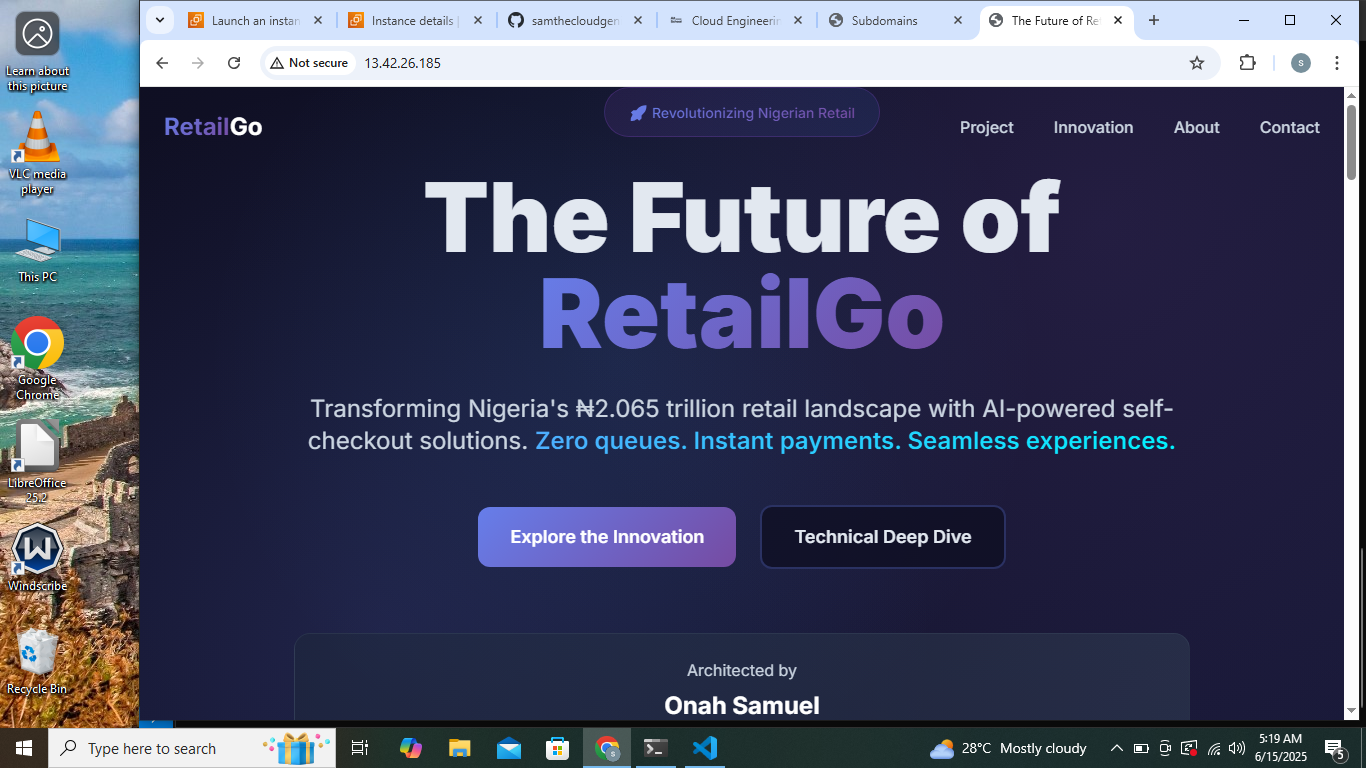 Launch an instan
Instance details |
samthecloudgen
Cloud Engineerin
Subdomains
The Future of Re
Not secure
13.42.26.185
S
Learn about
this picture
VLC media
player
This PC
Google
Chrome
LibreOffice
25.2
Windscribe
Recycle Bin
RetailGo
Revolutionizing Nigerian Retail
Project
Innovation
About
Contact
The Future of
RetailGo
Transforming Nigeria's ₦2.065 trillion retail landscape with AI-powered self-
checkout solutions. Zero queues. Instant payments. Seamless experiences.
Explore the Innovation
Technical Deep Dive
Architected by
Onah Samuel
Type here to search
28°C Mostly cloudy
5:19 AM
6/15/2025
5